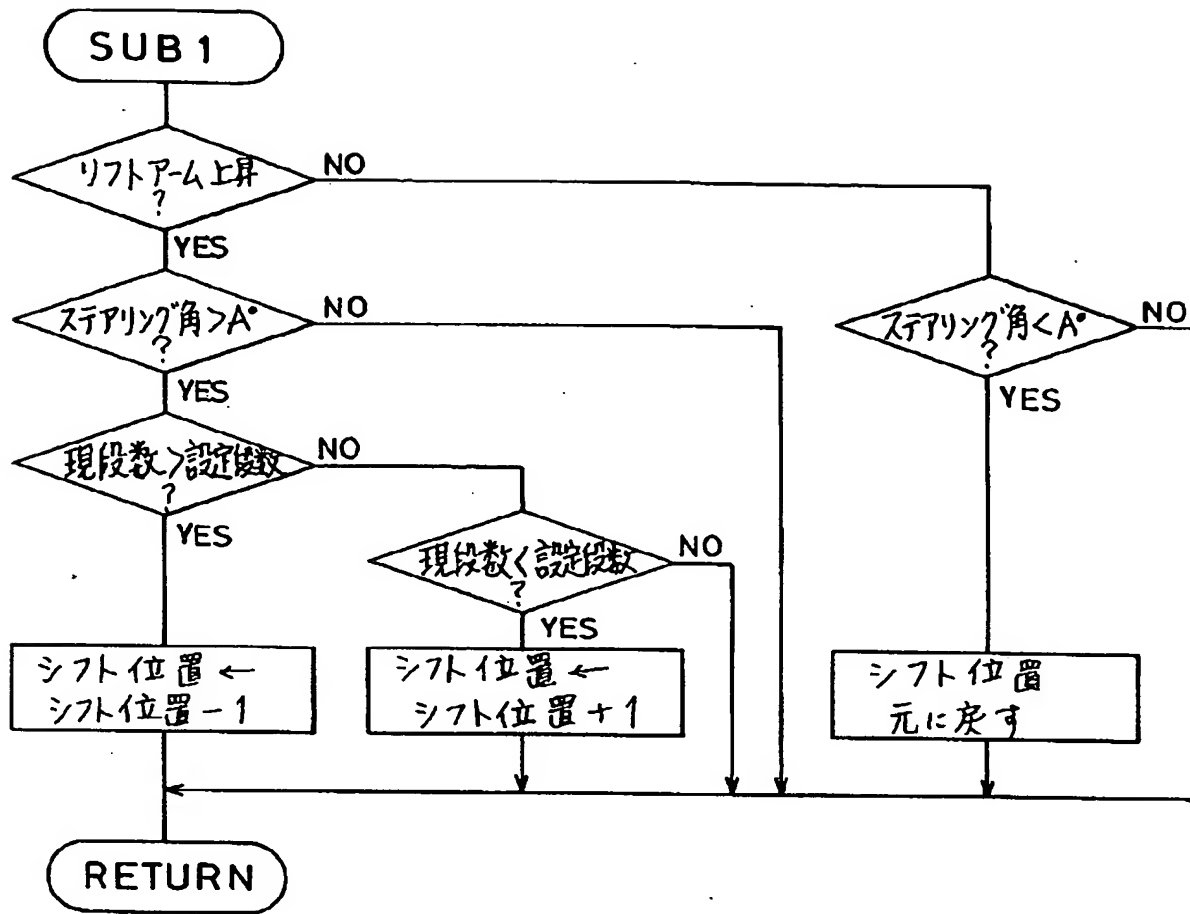 SUB 1
リフトアーム上昇
?
NO
YES
ステアリング角>A°
?
NO
YES
ステアリング角<A°
?
NO
YES
現段数>設定段数
?
NO
YES
現段数<設定段数
?
NO
YES
シフト位置←
シフト位置-1
シフト位置←
シフト位置+1
シフト位置
元に戻す
RETURN